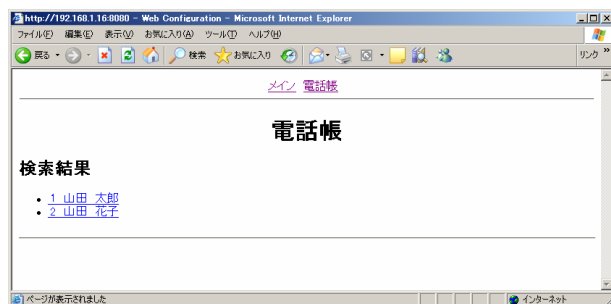 http://192.168.1.16:8080 - Web Configuration - Microsoft Internet Explorer
ファイル(F) 編集(E) 表示(V) お気に入り(A) ツール(T) ヘルプ(H)
戻る 検索 お気に入り リンク »
メイン 電話帳
電話帳
検索結果
• 1 山田 太郎
• 2 山田 花子
ページが表示されました インターネット